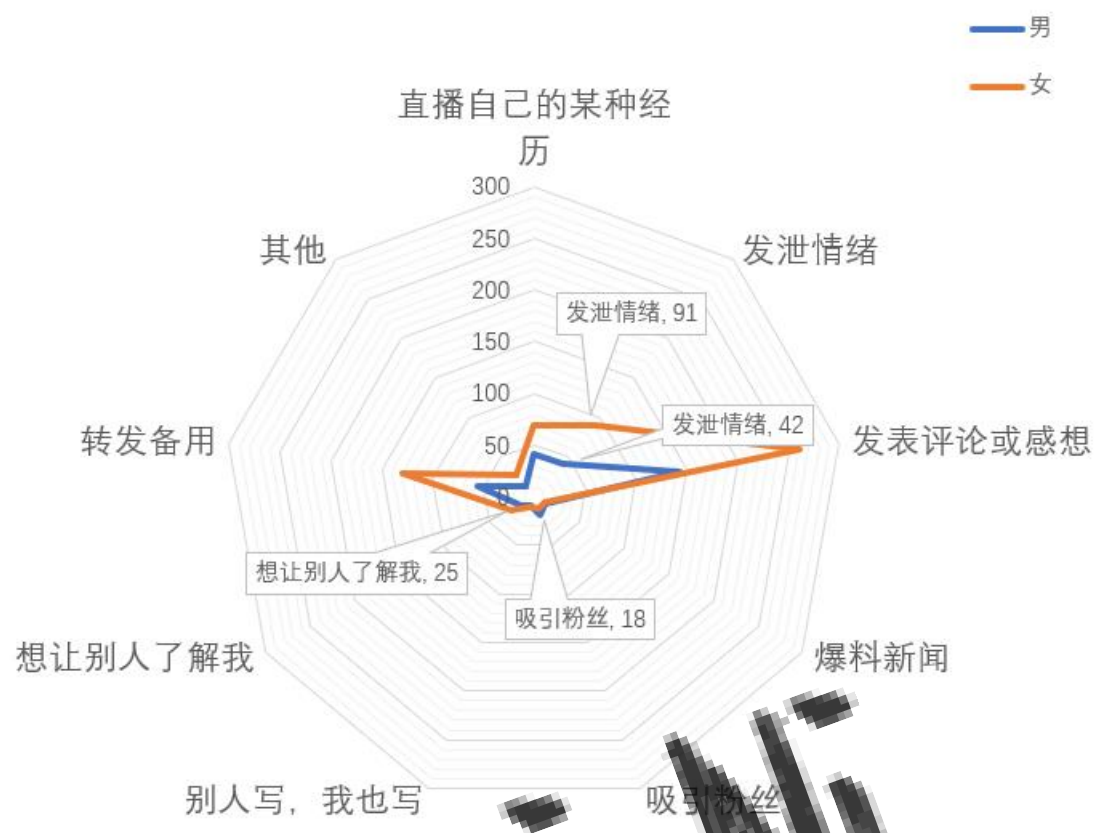 男
女
直播自己的某种经
历
300
250
200
150
100
50
0
其他
发泄情绪
发泄情绪, 91
发泄情绪, 42
转发备用
发表评论或感想
想让别人了解我, 25
吸引粉丝, 18
想让别人了解我
爆料新闻
别人写，我也写
吸引粉丝